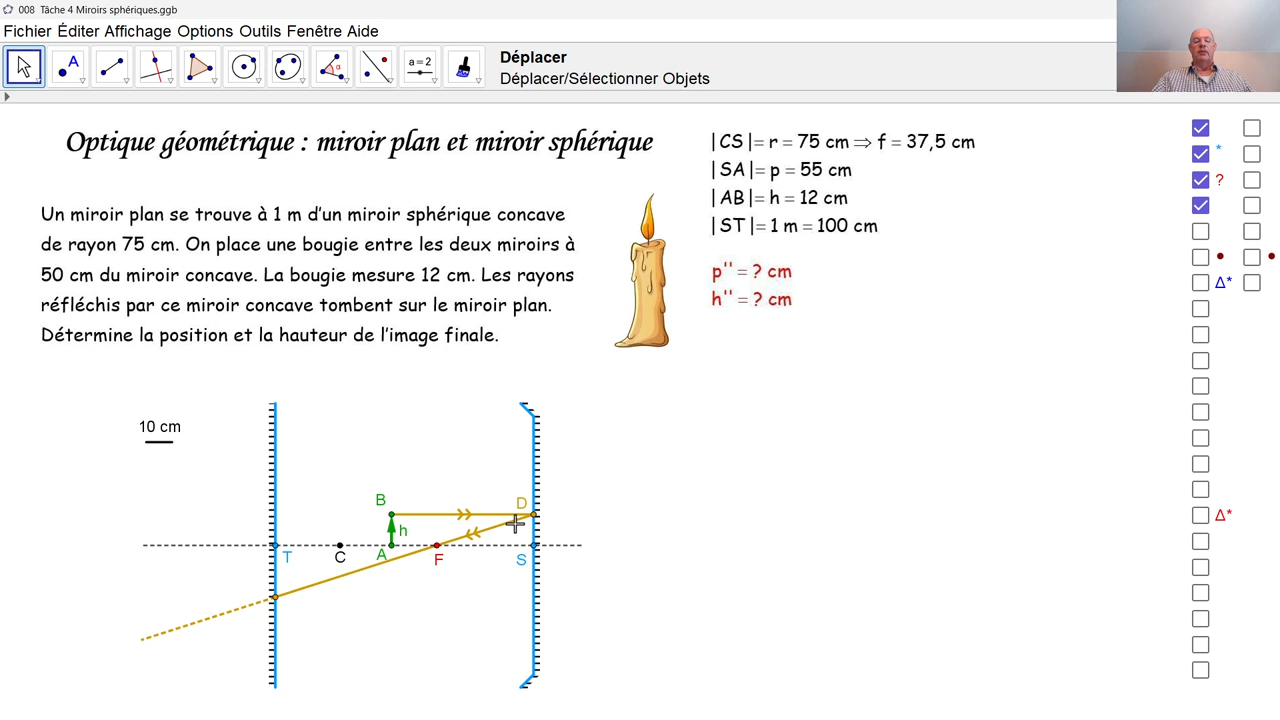 008 Tâche 4 Miroirs sphériques.ggb
Fichier Éditer Affichage Options Outils Fenêtre Aide
A
α
a=2
Déplacer
Déplacer/Sélectionner Objets
Optique géométrique : miroir plan et miroir sphérique
Un miroir plan se trouve à 1 m d'un miroir sphérique concave
de rayon 75 cm. On place une bougie entre les deux miroirs à
50 cm du miroir concave. La bougie mesure 12 cm. Les rayons
réfléchis par ce miroir concave tombent sur le miroir plan.
Détermine la position et la hauteur de l'image finale.
|CS|= r = 75 cm ⇒ f = 37,5 cm
|SA|= p = 55 cm
|AB|= h = 12 cm
|ST|= 1 m = 100 cm
p'' = ? cm
h'' = ? cm
10 cm
B
D
h
T
C
A
F
S
*
?
Δ*
Δ*